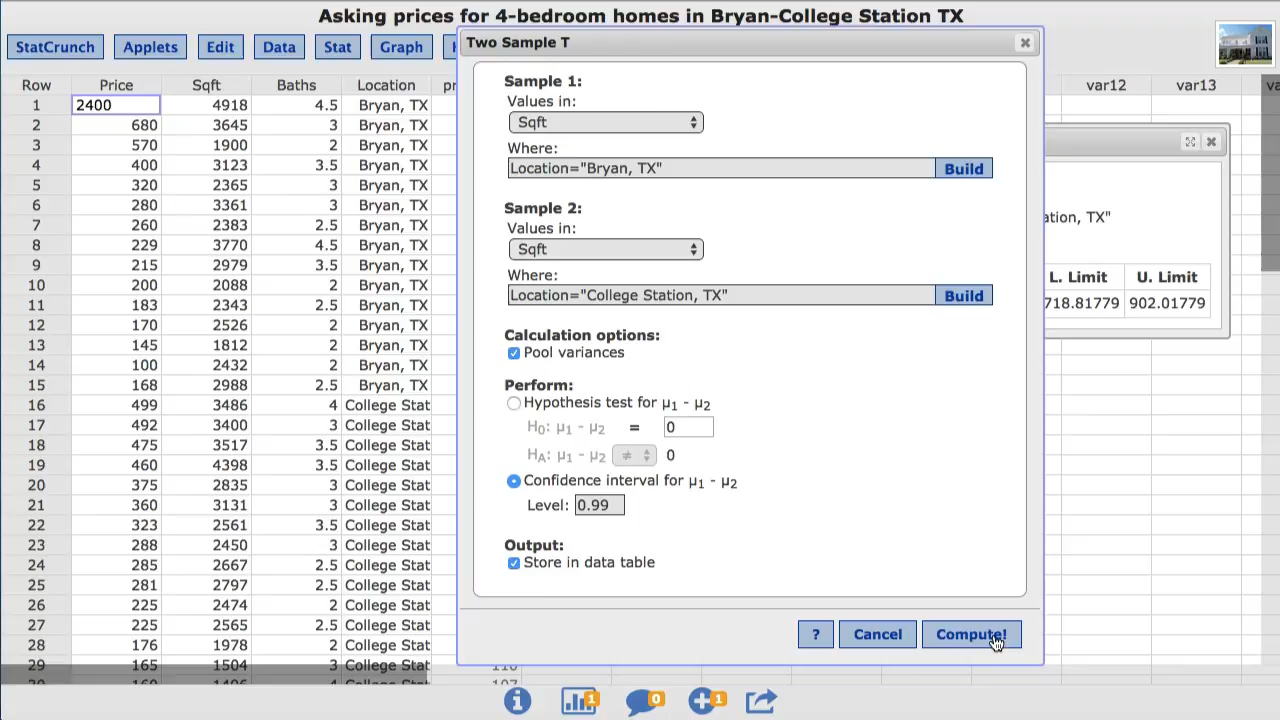 Asking prices for 4-bedroom homes in Bryan-College Station TX
StatCrunch Applets Edit Data Stat Graph
Two Sample T
Row Price Sqft Baths Location pr var12 var13 va
1 2400 4918 4.5 Bryan, TX
2 680 3645 3 Bryan, TX
3 570 1900 2 Bryan, TX
4 400 3123 3.5 Bryan, TX
5 320 2365 3 Bryan, TX
6 280 3361 3 Bryan, TX
7 260 2383 2.5 Bryan, TX
8 229 3770 4.5 Bryan, TX
9 215 2979 3.5 Bryan, TX
10 200 2088 2 Bryan, TX
11 183 2343 2.5 Bryan, TX
12 170 2526 2 Bryan, TX
13 145 1812 2 Bryan, TX
14 100 2432 2 Bryan, TX
15 168 2988 2.5 Bryan, TX
16 499 3486 4 College Stat
17 492 3400 3 College Stat
18 475 3517 3.5 College Stat
19 460 4398 3.5 College Stat
20 375 2835 3 College Stat
21 360 3131 3 College Stat
22 323 2561 3.5 College Stat
23 288 2450 3 College Stat
24 285 2667 2.5 College Stat
25 281 2797 2.5 College Stat
26 225 2474 2 College Stat
27 225 2565 2.5 College Stat
28 176 1978 2 College Stat
29 165 1504 3 College Stat
Sample 1:
Values in:
Sqft
Where:
Location="Bryan, TX" Build
Sample 2:
Values in:
Sqft
Where:
Location="College Station, TX" Build
Calculation options:
Pool variances
Perform:
Hypothesis test for μ1 - μ2
H0: μ1 - μ2 = 0
HA: μ1 - μ2 ≠ 0
Confidence interval for μ1 - μ2
Level: 0.99
Output:
Store in data table
? Cancel Compute!
ation, TX"
L. Limit U. Limit
718.81779 902.01779
1 0 1